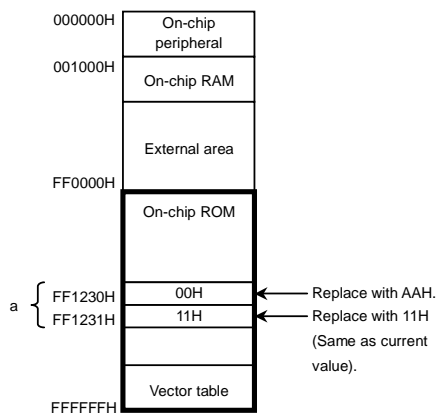 000000H
On-chip
peripheral
001000H
On-chip RAM
External area
FF0000H
On-chip ROM
a
FF1230H
00H
Replace with AAH.
FF1231H
11H
Replace with 11H
(Same as current
value).
Vector table
FFFFFFH